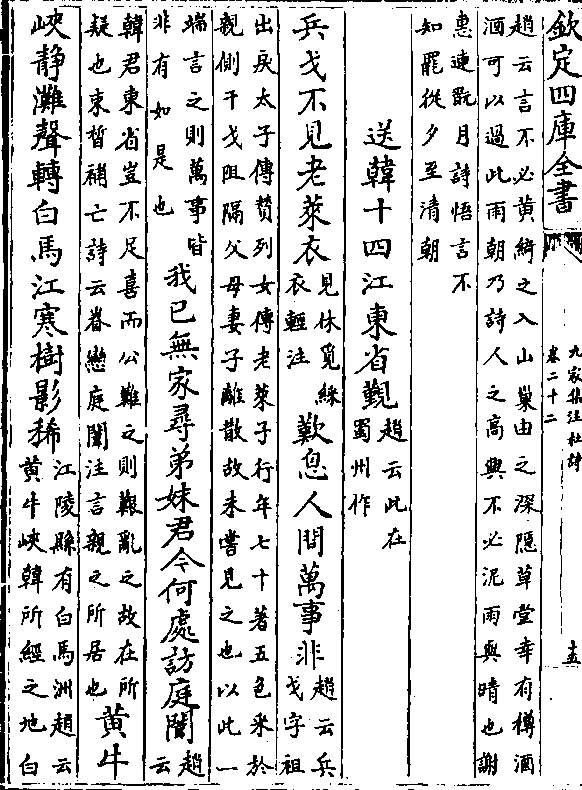 欽定四庫全書
九家集注杜詩
卷二十二
十五
趙云言不必黄綺之入山巢由之深隱草堂幸有樽酒
酒可以過此雨朝乃詩人之高興不必泥雨與晴也謝
惠連翫月詩悟言不
知罷從夕至清朝
送韓十四江東省覲趙云此在
蜀州作
兵戈不見老萊衣見休覓綵
衣輕注歎息人間萬事非趙云兵
戈字祖
出戾太子傳賛列女傳老萊子行年七十著五色采於
親側干戈阻隔父母妻子離散故未嘗見之也以此一
端言之則萬事皆
非有如是也我已無家尋弟妹君今何處訪庭闈趙
云
韓君東省豈不足喜而公難之則艱亂之故在所
疑也束晳補亡詩云眷戀庭闈注言親之所居也黄牛
峽静灘聲轉白馬江寒樹影稀江陵縣有白馬洲趙云
黄牛峽韓所經之地白